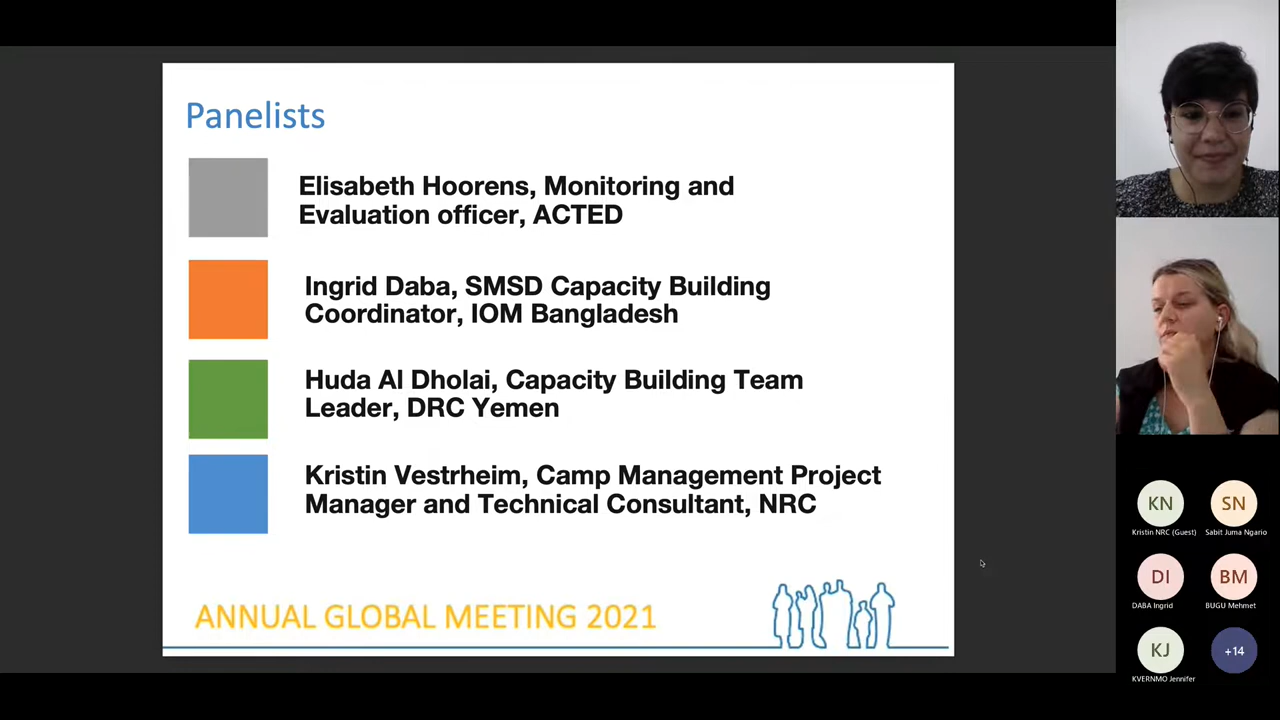 Panelists
Elisabeth Hoorens, Monitoring and
Evaluation officer, ACTED
Ingrid Daba, SMSD Capacity Building
Coordinator, IOM Bangladesh
Huda Al Dholai, Capacity Building Team
Leader, DRC Yemen
Kristin Vestrheim, Camp Management Project
Manager and Technical Consultant, NRC
ANNUAL GLOBAL MEETING 2021
KN
SN
Kristin NRC (Guest)
Sabit Juma Ngario
DI
BM
DABA Ingrid
BUGU Mehmet
KJ
+14
KVERNMO Jennifer